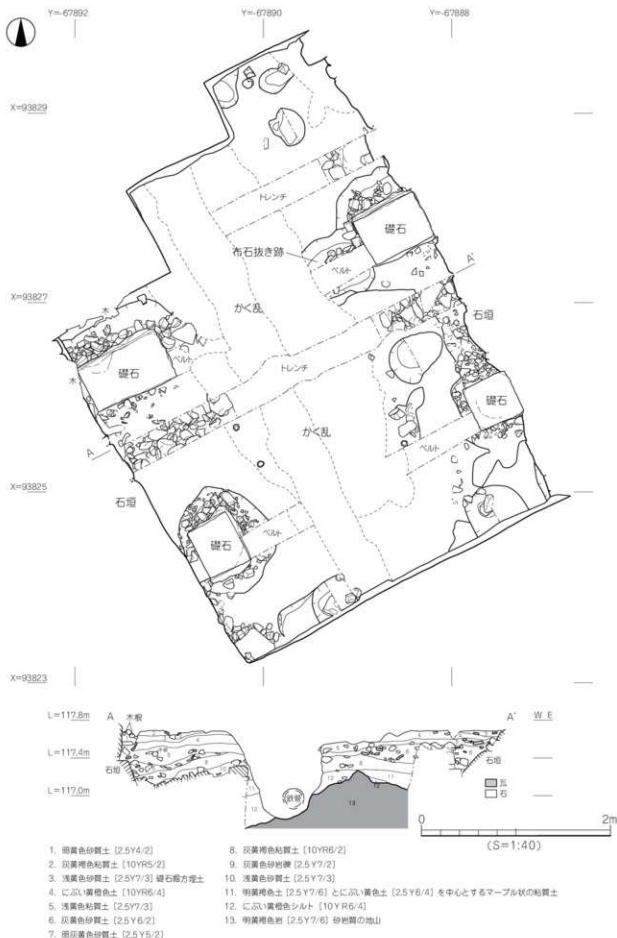 Y=-67892
Y=-67890
Y=-67888
X=93829
トレンチ
礎石
布石抜き跡
ベルト
A'
X=93827
木
かく乱
石垣
ベルト
木
トレンチ
礎石
礎石
A
かく乱
ベルト
X=93825
石垣
礎石
ベルト
X=93823
L=117.8m
A
木根
A'
W E
L=117.4m
石垣
石垣
L=117.0m
鉄管
13
瓦
石
0
2m
(S=1:40)
1. 暗黄色砂質土 [2.5Y4/2]
2. 灰黄褐色粘質土 [10YR5/2]
3. 浅黄色砂質土 [2.5Y7/3] 礎石掘方埋土
4. にぶい黄橙色土 [10YR6/4]
5. 浅黄色粘質土 [2.5Y7/3]
6. 灰黄色砂質土 [2.5Y6/2]
7. 暗灰黄色砂質土 [2.5Y5/2]
8. 灰黄褐色粘質土 [10YR6/2]
9. 灰黄色砂岩礫 [2.5Y7/2]
10. 浅黄色砂質土 [2.5Y7/3]
11. 明黄褐色土 [2.5Y7/6] とにぶい黄色土 [2.5Y6/4] を中心とするマーブル状の粘質土
12. にぶい黄橙色シルト [10YR6/4]
13. 明黄褐色岩 [2.5Y7/6] 砂岩質の地山